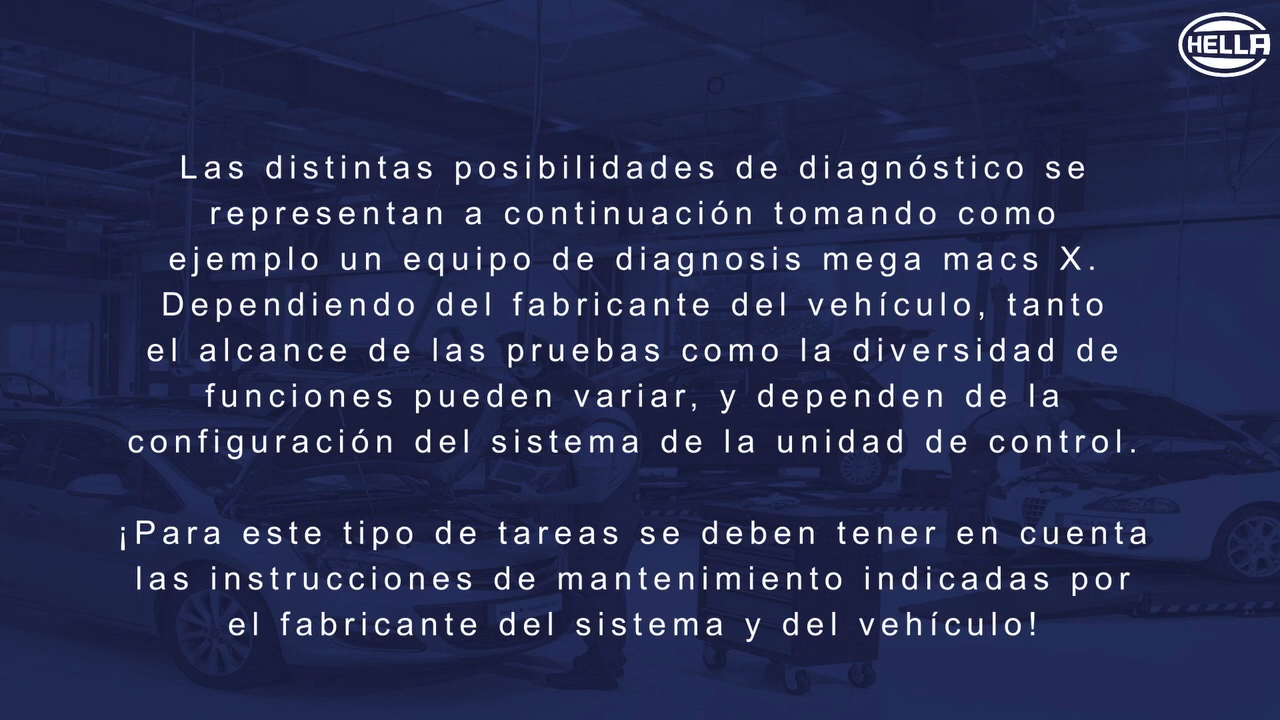 HELLA
Las distintas posibilidades de diagnóstico se
representan a continuación tomando como
ejemplo un equipo de diagnosis mega macs X.
Dependiendo del fabricante del vehículo, tanto
el alcance de las pruebas como la diversidad de
funciones pueden variar, y dependen de la
configuración del sistema de la unidad de control.
¡Para este tipo de tareas se deben tener en cuenta
las instrucciones de mantenimiento indicadas por
el fabricante del sistema y del vehículo!